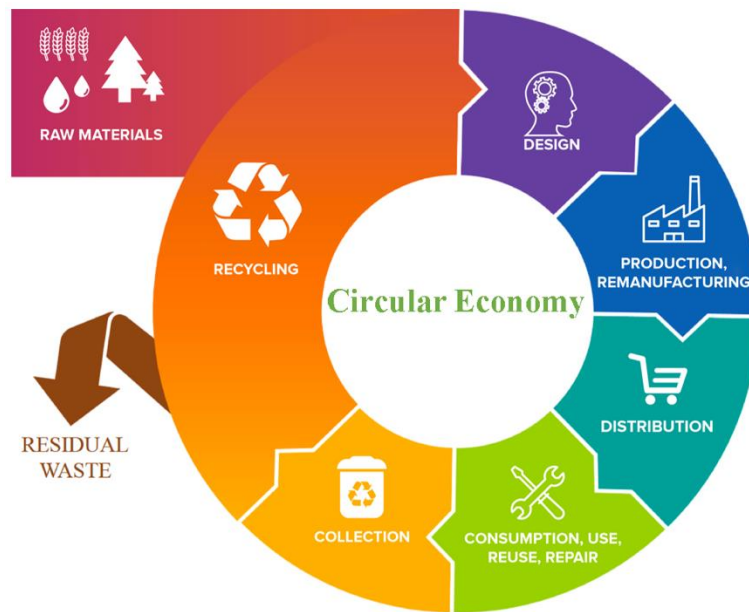 RAW MATERIALS
DESIGN
PRODUCTION,
REMANUFACTURING
DISTRIBUTION
CONSUMPTION, USE,
REUSE, REPAIR
COLLECTION
RECYCLING
RESIDUAL
WASTE
Circular Economy